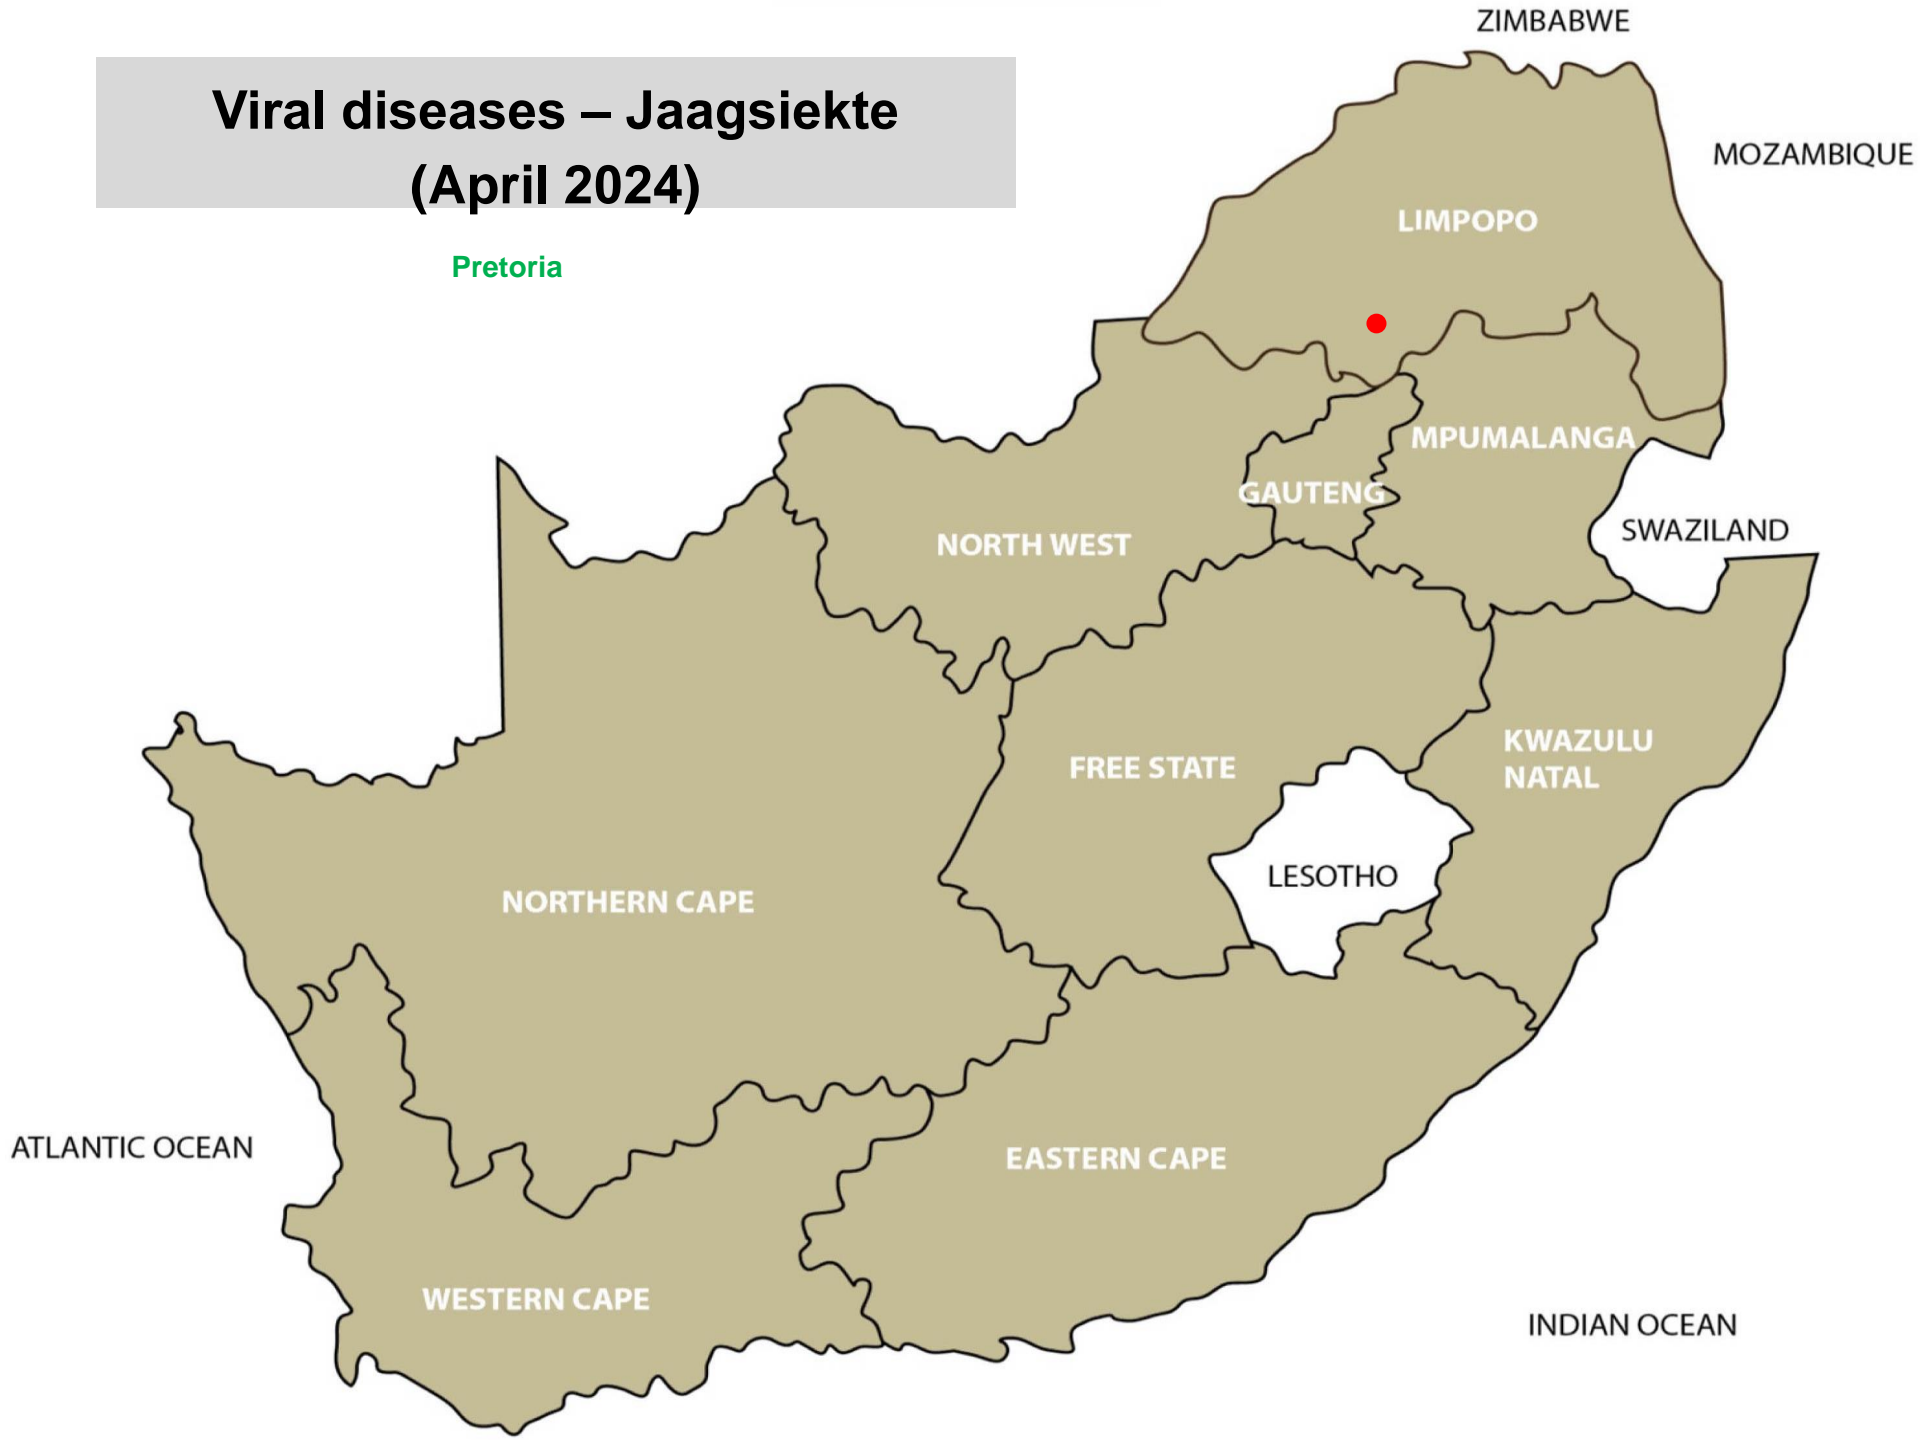 ZIMBABWE
Viral diseases – Jaagsiekte
(April 2024)
MOZAMBIQUE
LIMPOPO
Pretoria
MPUMALANGA
GAUTENG
SWAZILAND
NORTH WEST
KWAZULU
NATAL
FREE STATE
LESOTHO
NORTHERN CAPE
ATLANTIC OCEAN
EASTERN CAPE
WESTERN CAPE
INDIAN OCEAN